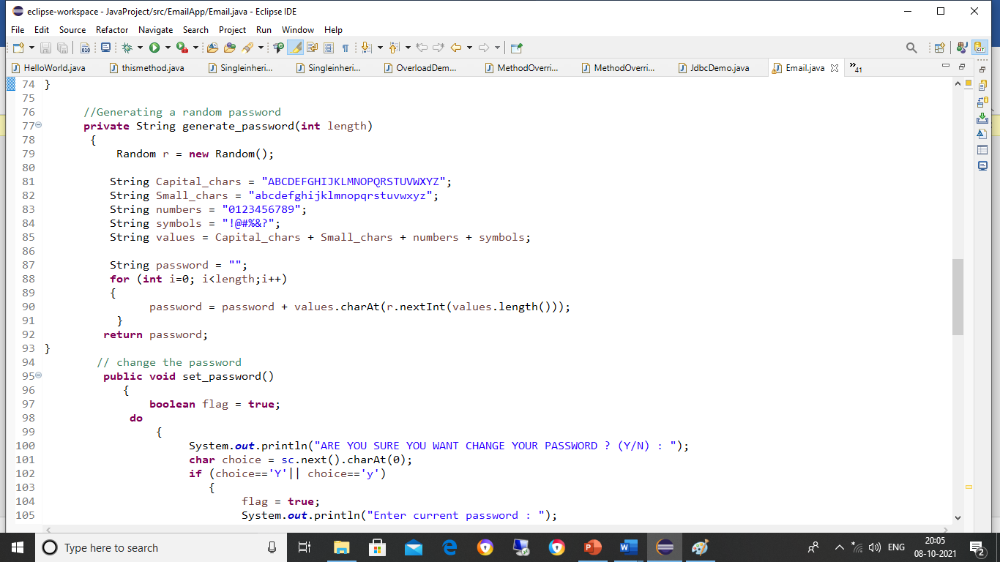 eclipse-workspace - JavaProject/src/EmailApp/Email.java - Eclipse IDE
File Edit Source Refactor Navigate Search Project Run Window Help
HelloWorld.java thismethod.java Singleinheri... Singleinheri... OverloadDem... MethodOverri... MethodOverri... JdbcDemo.java Email.java »41
74 }
75
76 //Generating a random password
77 private String generate_password(int length)
78 {
79 Random r = new Random();
80
81 String Capital_chars = "ABCDEFGHIJKLMNOPQRSTUVWXYZ";
82 String Small_chars = "abcdefghijklmnopqrstuvwxyz";
83 String numbers = "0123456789";
84 String symbols = "!@#%&?";
85 String values = Capital_chars + Small_chars + numbers + symbols;
86
87 String password = "";
88 for (int i=0; i<length;i++)
89 {
90 password = password + values.charAt(r.nextInt(values.length()));
91 }
92 return password;
93 }
94 // change the password
95 public void set_password()
96 {
97 boolean flag = true;
98 do
99 {
100 System.out.println("ARE YOU SURE YOU WANT CHANGE YOUR PASSWORD ? (Y/N) : ");
101 char choice = sc.next().charAt(0);
102 if (choice=='Y'|| choice=='y')
103 {
104 flag = true;
105 System.out.println("Enter current password : ");
Type here to search
ENG
20:05
08-10-2021
2